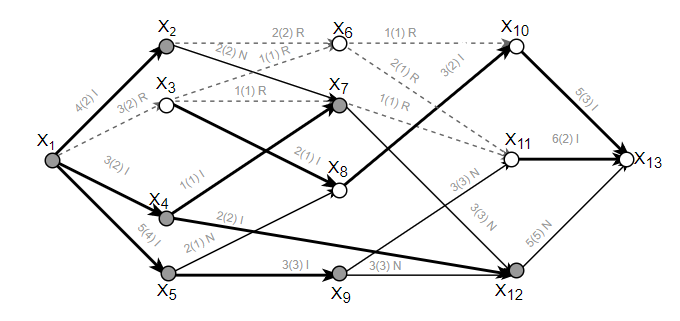 X2
X6
X10
2(2) R
1(1) R
2(2) N
1(1) R
4(2) I
3(2) R
X3
1(1) R
X7
2(1) R
3(2) I
5(3) I
1(1) R
X1
X11
6(2) I
X13
3(2) I
1(1) I
2(1) I
X8
3(3) N
X4
2(2) I
3(3) N
5(4) I
2(1) N
5(5) N
3(3) I
3(3) N
X5
X9
X12